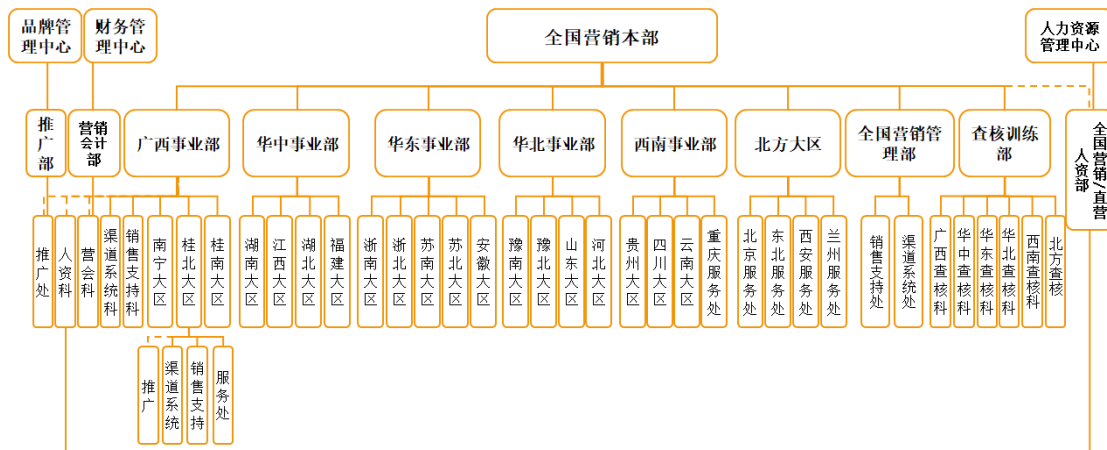 品牌管
理中心
财务管
理中心
全国营销本部
人力资源
管理中心
推广部
营销
会计
部
广西事业部
华中事业部
华东事业部
华北事业部
西南事业部
北方大区
全国营销管
理部
查核训练
部
全国营销/直营
人资部
推广处
人资科
营会科
渠道系统科
销售支持科
南宁大区
桂北大区
桂南大区
湖南大区
江西大区
湖北大区
福建大区
浙南大区
浙北大区
苏南大区
苏北大区
安徽大区
豫南大区
豫北大区
山东大区
河北大区
贵州大区
四川大区
云南大区
重庆服务处
北京服务处
东北服务处
西安服务处
兰州服务处
销售支持处
渠道系统处
广西查核科
华中查核科
华东查核科
华北查核科
西南查核科
北方查核
推广
渠道系统
销售支持
服务处